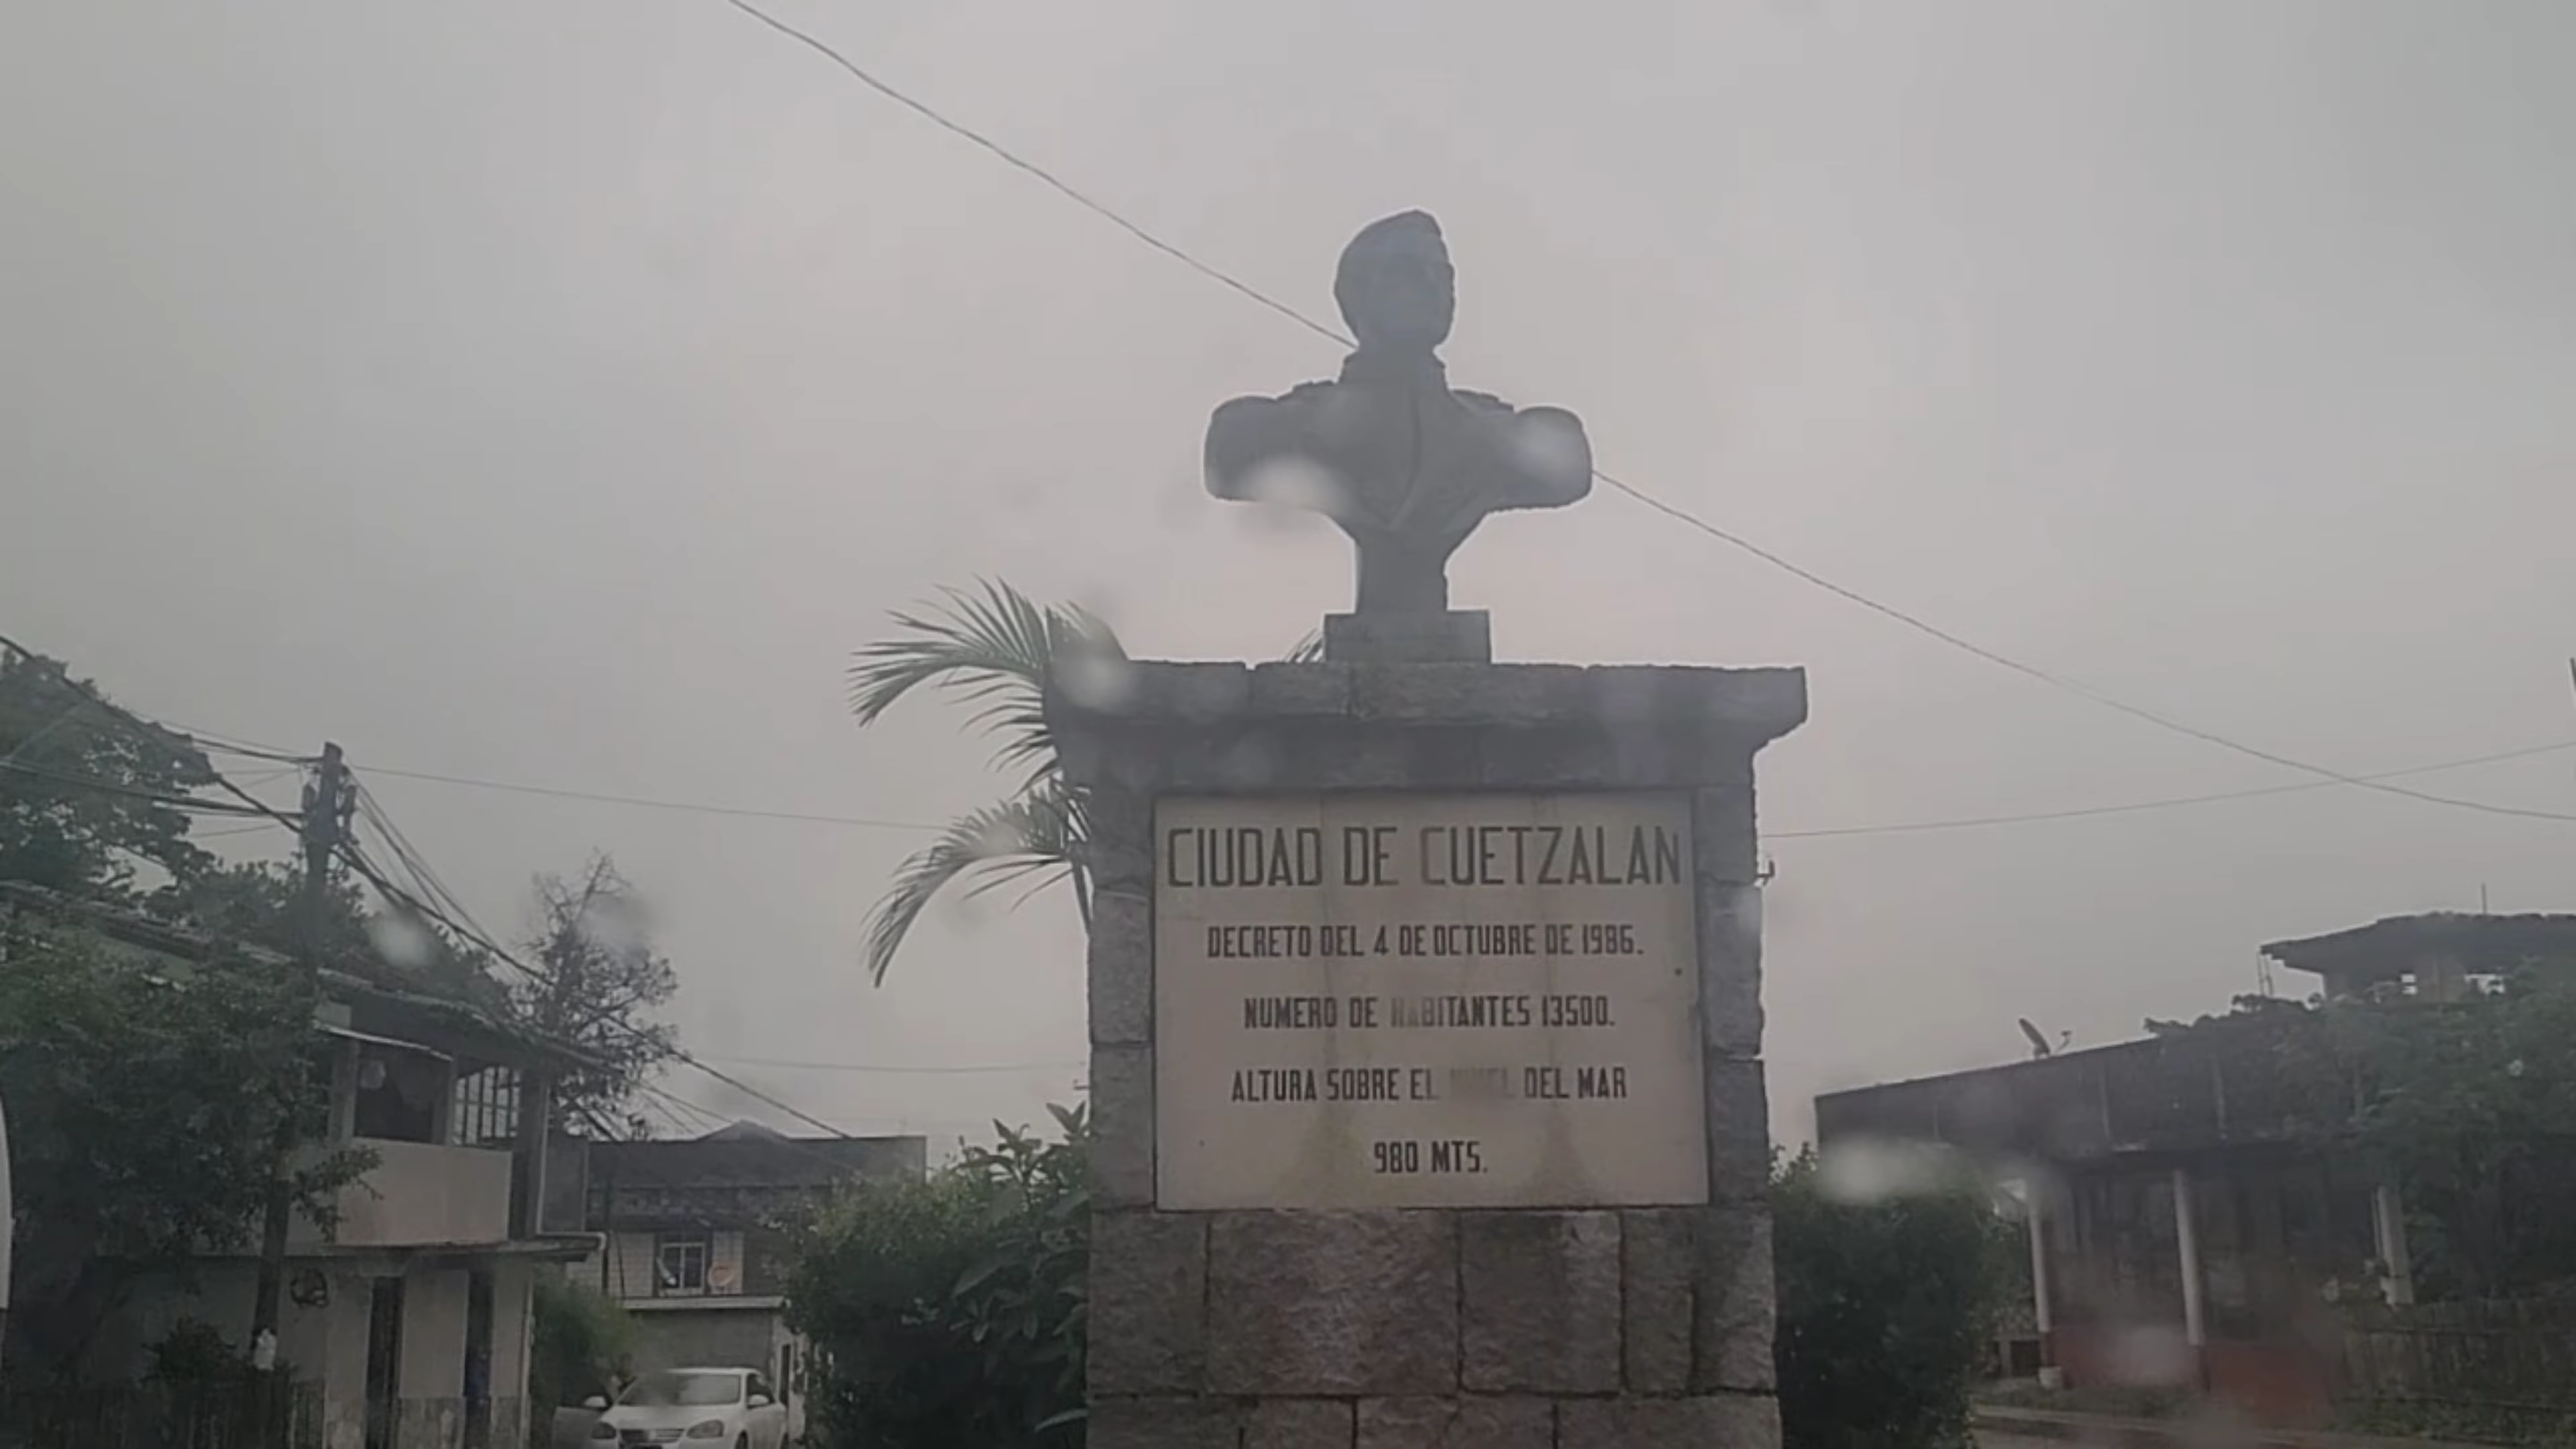 CIUDAD DE CUETZALAN
DECRETO DEL 4 DE OCTUBRE DE 1986.
NUMERO DE HABITANTES 13500.
ALTURA SOBRE EL NIVEL DEL MAR
980 MTS.